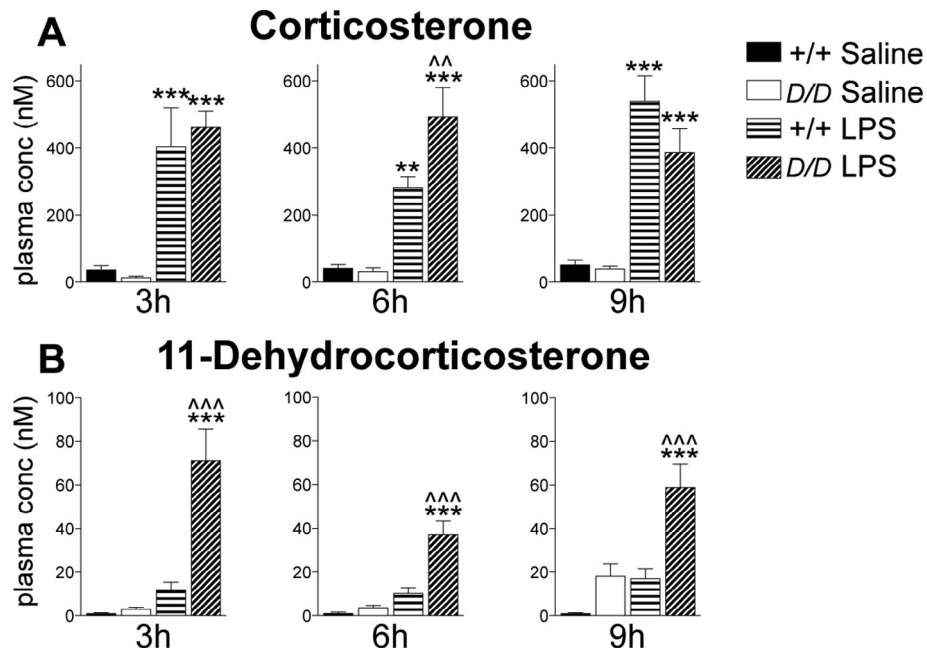 A Corticosterone
plasma conc (nM)
600
400
200
0
*** ***
3h
600
400
200
0
^^
** ***
6h
600
400
200
0
***
***
9h
+/+ Saline
D/D Saline
+/+ LPS
D/D LPS
B 11-Dehydrocorticosterone
plasma conc (nM)
100
80
60
40
20
0
^^^
***
3h
100
80
60
40
20
0
^^^
***
6h
100
80
60
40
20
0
^^^
***
9h